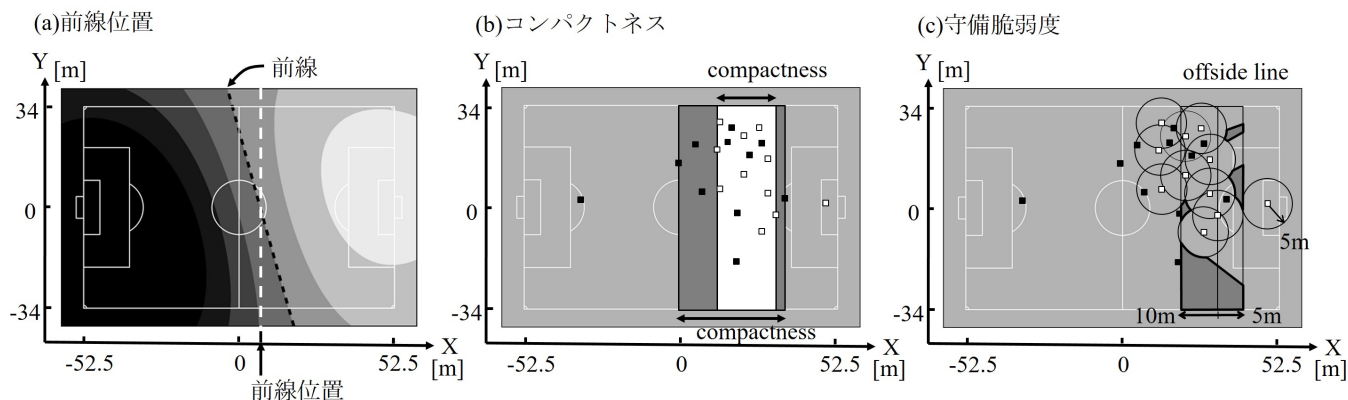 (a)前線位置
Y [m]
前線
34
0
-34
-52.5
0
52.5
X
[m]
前線位置
(b)コンパクトネス
Y [m]
compactness
34
0
-34
compactness
-52.5
0
52.5
X
[m]
(c)守備脆弱度
Y [m]
offside line
34
0
5m
-34
10m
5m
-52.5
0
52.5
X
[m]